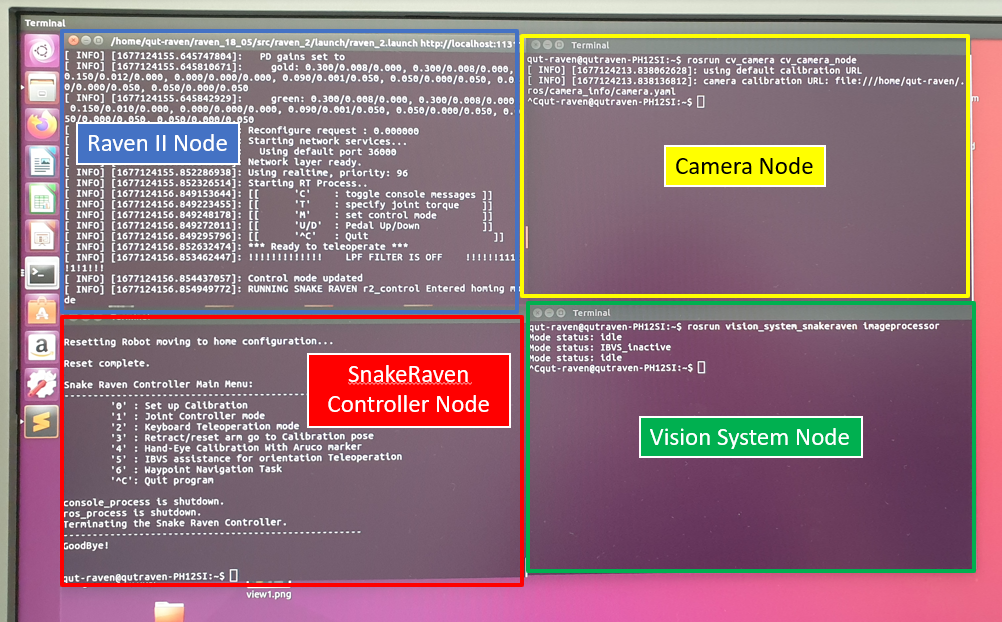 Terminal
/home/qut-raven/raven_18_05/src/raven_2/launch/raven_2.launch http://localhost:1131
[ INFO] [1677124155.645747804]:   PD gains set to
[ INFO] [1677124155.645810671]:     gold: 0.300/0.008/0.000, 0.300/0.008/0.000,
0.150/0.012/0.000, 0.000/0.000/0.000, 0.090/0.001/0.050, 0.050/0.000/0.050, 0.0
/0.000/0.050, 0.050/0.000/0.050
[ INFO] [1677124155.645842929]:     green: 0.300/0.008/0.000, 0.300/0.008/0.000
0.150/0.010/0.000, 0.000/0.000/0.000, 0.090/0.001/0.050, 0.050/0.000/0.050, 0.
50/0.000/0.050, 0.050/0.000/0.050
Reconfigure request : 0.000000
Starting network services...
Using default port 36000
Network layer ready.
Raven II Node
[ INFO] [1677124155.852286938]: Using realtime, priority: 96
[ INFO] [1677124155.852326514]: Starting RT Process..
[ INFO] [1677124156.849153644]: [[      'C'    : toggle console messages ]]
[ INFO] [1677124156.849223455]: [[      'T'    : specify joint torque    ]]
[ INFO] [1677124156.849248178]: [[      'M'    : set control mode        ]]
[ INFO] [1677124156.849272011]: [[      'U/D'  : Pedal Up/Down           ]]
[ INFO] [1677124156.849295796]: [[      '^C'   : Quit                      ]]
[ INFO] [1677124156.852632474]: *** Ready to teleoperate ***
[ INFO] [1677124156.853462447]: !!!!!!!!!!!!!    LPF FILTER IS OFF    !!!!!!111
!1!1!!!
[ INFO] [1677124156.854437057]: Control mode updated
[ INFO] [1677124156.854949772]: RUNNING SNAKE RAVEN r2_control Entered homing mo
de
Terminal
qut-raven@qutraven-PH12SI:~$ rosrun cv_camera cv_camera_node
[ INFO] [1677124213.838062628]: using default calibration URL
[ INFO] [1677124213.838136812]: camera calibration URL: file:///home/qut-raven/.
ros/camera_info/camera.yaml
^Cqut-raven@qutraven-PH12SI:~$
Camera Node
Resetting Robot moving to home configuration...
Reset complete.
Snake Raven Controller Main Menu:
'0' : Set up Calibration
'1' : Joint Controller mode
'2' : Keyboard Teleoperation mode
'3' : Retract/reset arm go to Calibration pose
'4' : Hand-Eye Calibration With Aruco marker
'5' : IBVS assistance for orientation Teleoperation
'6' : Waypoint Navigation Task
'^C': Quit program
console_process is shutdown.
ros_process is shutdown.
Terminating the Snake Raven Controller.
GoodBye!
qut-raven@qutraven-PH12SI:~$
SnakeRaven
Controller Node
Terminal
qut-raven@qutraven-PH12SI:~$ rosrun vision_system_snakeraven imageprocessor
Mode status: idle
Mode status: IBVS_inactive
Mode status: idle
^Cqut-raven@qutraven-PH12SI:~$
Vision System Node
view1.png